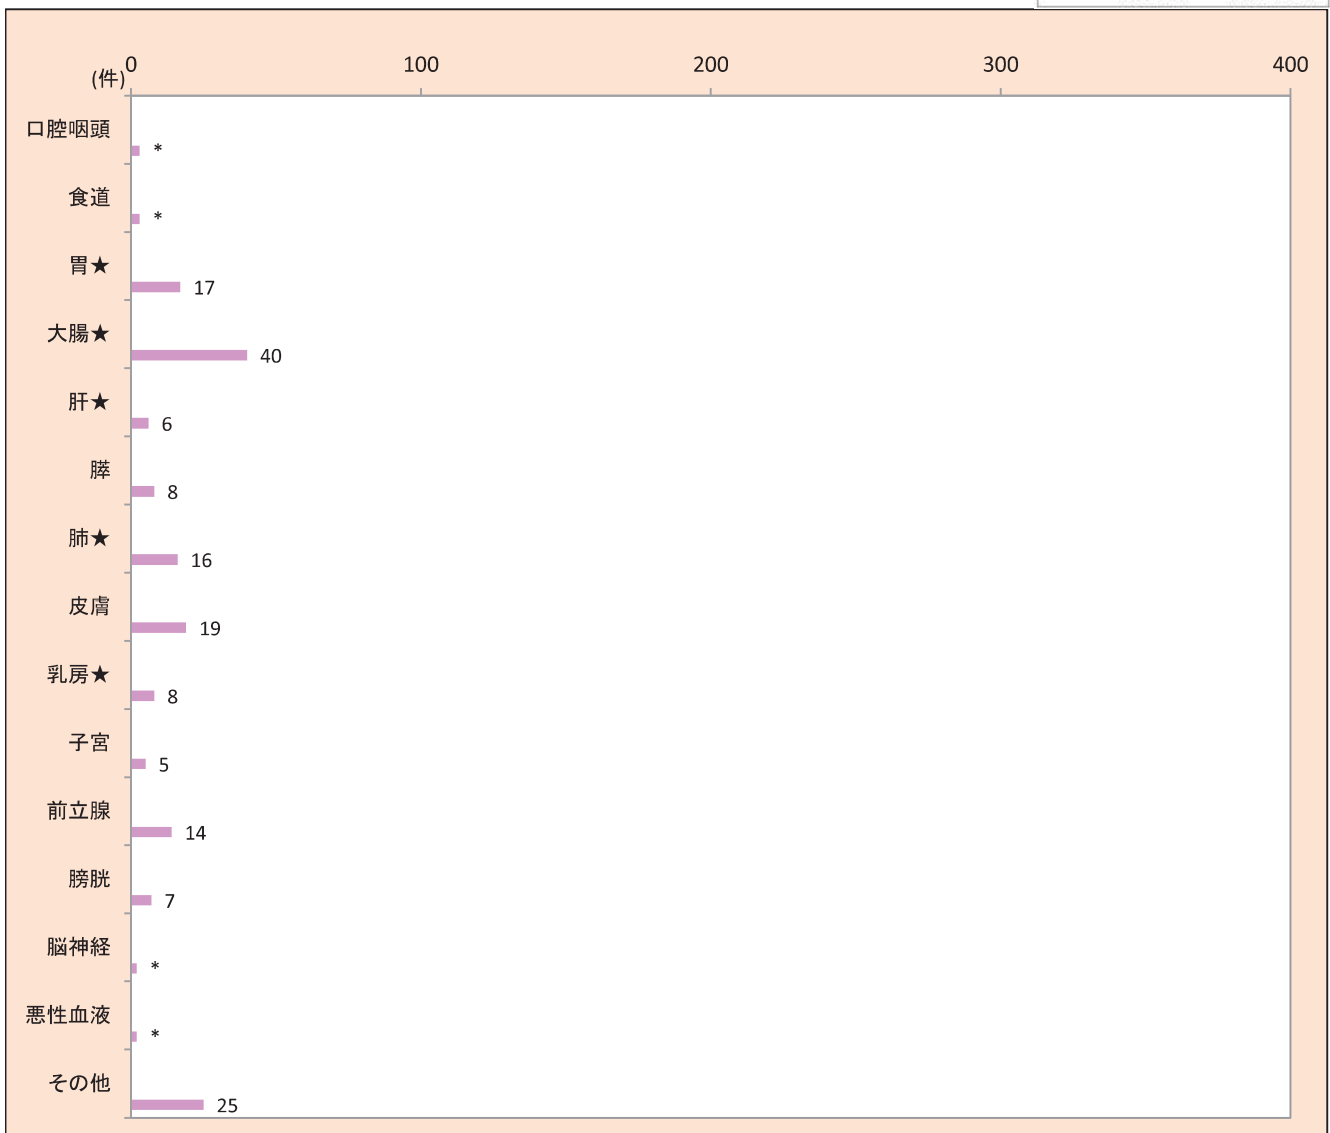 0 100 200 300 400
(件)
口腔咽頭 *
食道 *
胃★ 17
大腸★ 40
肝★ 6
膵 8
肺★ 16
皮膚 19
乳房★ 8
子宮 5
前立腺 14
膀胱 7
脳神経 *
悪性血液 *
その他 25